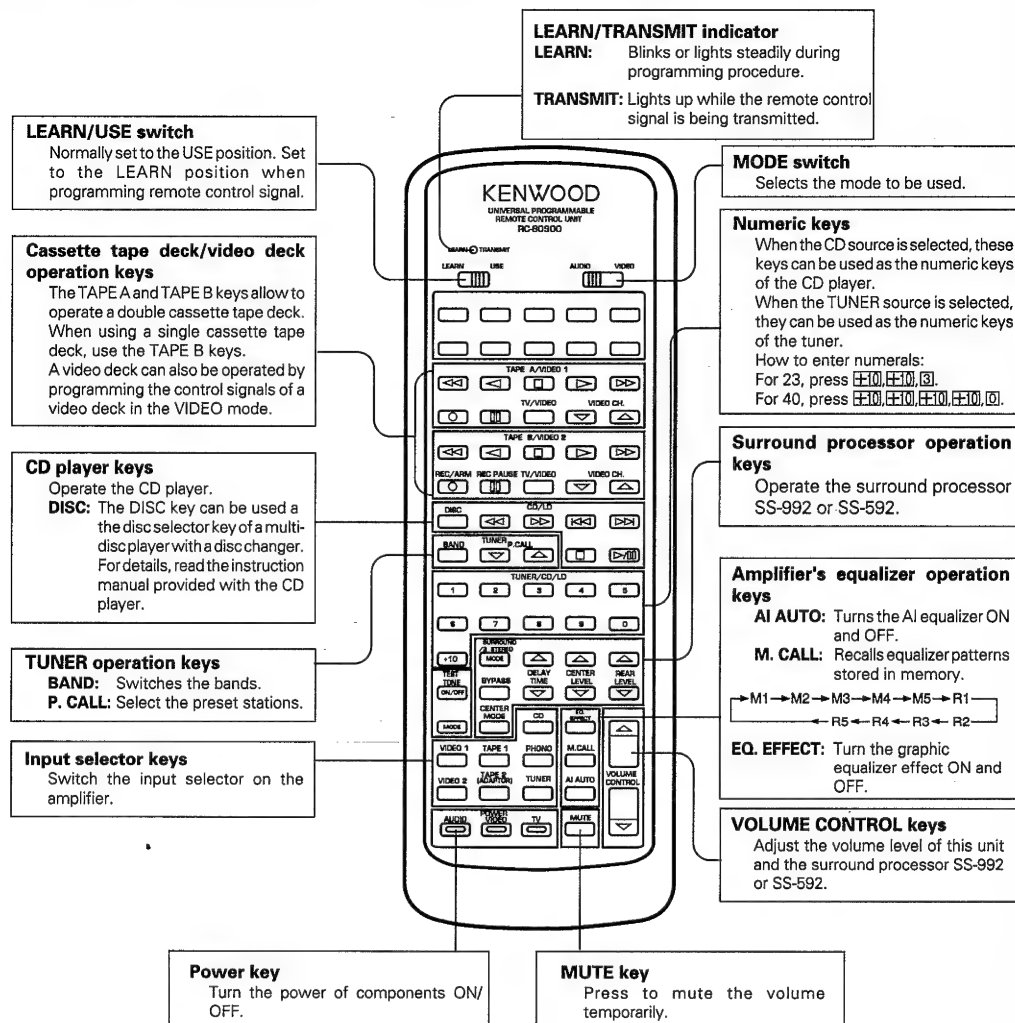 LEARN/TRANSMIT indicator
LEARN: Blinks or lights steadily during
programming procedure.
TRANSMIT: Lights up while the remote control
signal is being transmitted.
LEARN/USE switch
Normally set to the USE position. Set
to the LEARN position when
programming remote control signal.
Cassette tape deck/video deck
operation keys
The TAPE A and TAPE B keys allow to
operate a double cassette tape deck.
When using a single cassette tape
deck, use the TAPE B keys.
A video deck can also be operated by
programming the control signals of a
video deck in the VIDEO mode.
CD player keys
Operate the CD player.
DISC: The DISC key can be used a
the disc selector key of a multi-
disc player with a disc changer.
For details, read the instruction
manual provided with the CD
player.
TUNER operation keys
BAND: Switches the bands.
P. CALL: Select the preset stations.
Input selector keys
Switch the input selector on the
amplifier.
KENWOOD
UNIVERSAL PROGRAMMABLE
REMOTE CONTROL UNIT
RC-80900
LEARN TRANSMIT
LEARN USE AUDIO VIDEO
TAPE A/VIDEO 1
TV/VIDEO VIDEO CH.
TAPE B/VIDEO 2
REC/ARM REC PAUSE TV/VIDEO VIDEO CH.
DISC CD/LD
BAND TUNER P.CALL
TUNER/CD/LD
1 2 3 4 5
6 7 8 9 0
+10 MODE DELAY TIME CENTER LEVEL REAR LEVEL
TEST TONE
ON/OFF BYPASS
MODE CENTER MODE CD EQ. EFFECT
VIDEO 1 TAPE 1 PHONO M.CALL VOLUME CONTROL
VIDEO 2 TAPE 2 (ADAPTOR) TUNER AI AUTO
AUDIO POWER VIDEO TV MUTE
MODE switch
Selects the mode to be used.
Numeric keys
When the CD source is selected, these
keys can be used as the numeric keys
of the CD player.
When the TUNER source is selected,
they can be used as the numeric keys
of the tuner.
How to enter numerals:
For 23, press +10, +10, 3.
For 40, press +10, +10, +10, +10, 0.
Surround processor operation
keys
Operate the surround processor
SS-992 or SS-592.
Amplifier's equalizer operation
keys
AI AUTO: Turns the AI equalizer ON
and OFF.
M. CALL: Recalls equalizer patterns
stored in memory.
→M1→M2→M3→M4→M5→R1
←R5←R4←R3←R2
EQ. EFFECT: Turn the graphic
equalizer effect ON and
OFF.
VOLUME CONTROL keys
Adjust the volume level of this unit
and the surround processor SS-992
or SS-592.
Power key
Turn the power of components ON/
OFF.
MUTE key
Press to mute the volume
temporarily.